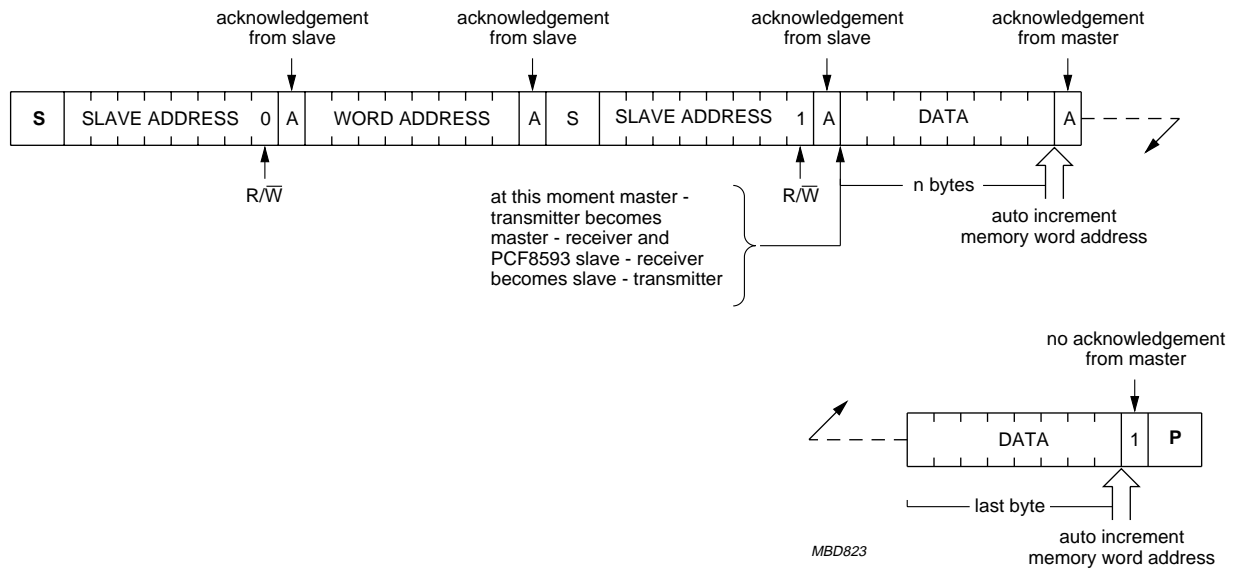 acknowledgement
from slave
acknowledgement
from slave
acknowledgement
from slave
acknowledgement
from master
S SLAVE ADDRESS 0 A WORD ADDRESS A S SLAVE ADDRESS 1 A DATA A
R/W̅
R/W̅
at this moment master -
transmitter becomes
master - receiver and
PCF8593 slave - receiver
becomes slave - transmitter
n bytes
auto increment
memory word address
no acknowledgement
from master
DATA 1 P
last byte
auto increment
memory word address
MBD823